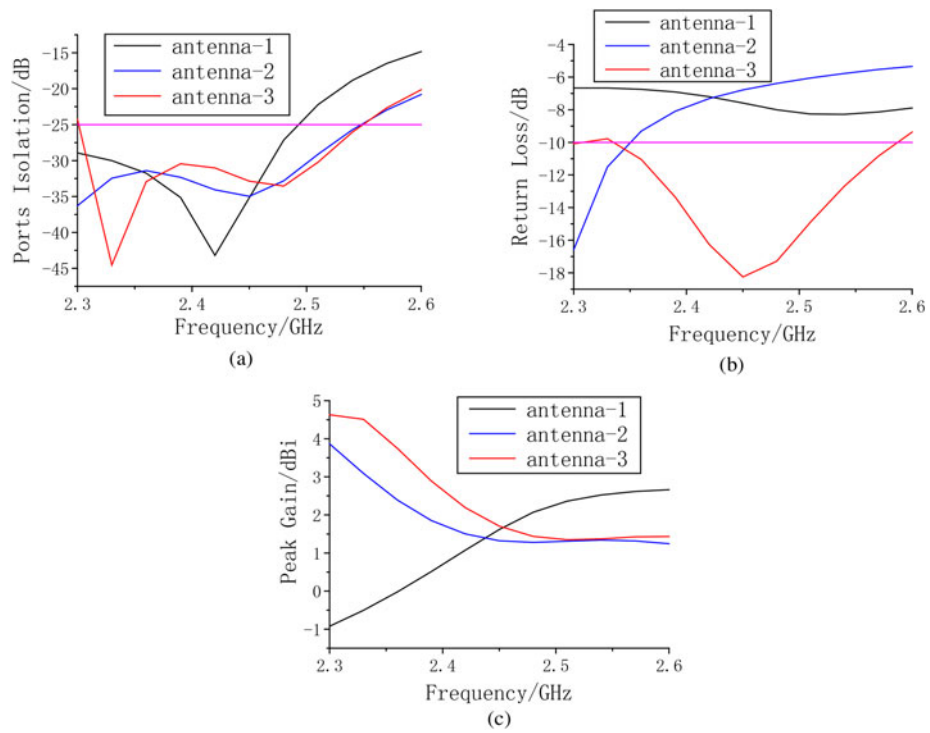 antenna-1
antenna-2
antenna-3
Ports Isolation/dB
-15
-20
-25
-30
-35
-40
-45
2.3 2.4 2.5 2.6
Frequency/GHz
(a)
antenna-1
antenna-2
antenna-3
Return Loss/dB
-4
-6
-8
-10
-12
-14
-16
-18
2.3 2.4 2.5 2.6
Frequency/GHz
(b)
antenna-1
antenna-2
antenna-3
Peak Gain/dBi
5
4
3
2
1
0
-1
2.3 2.4 2.5 2.6
Frequency/GHz
(c)